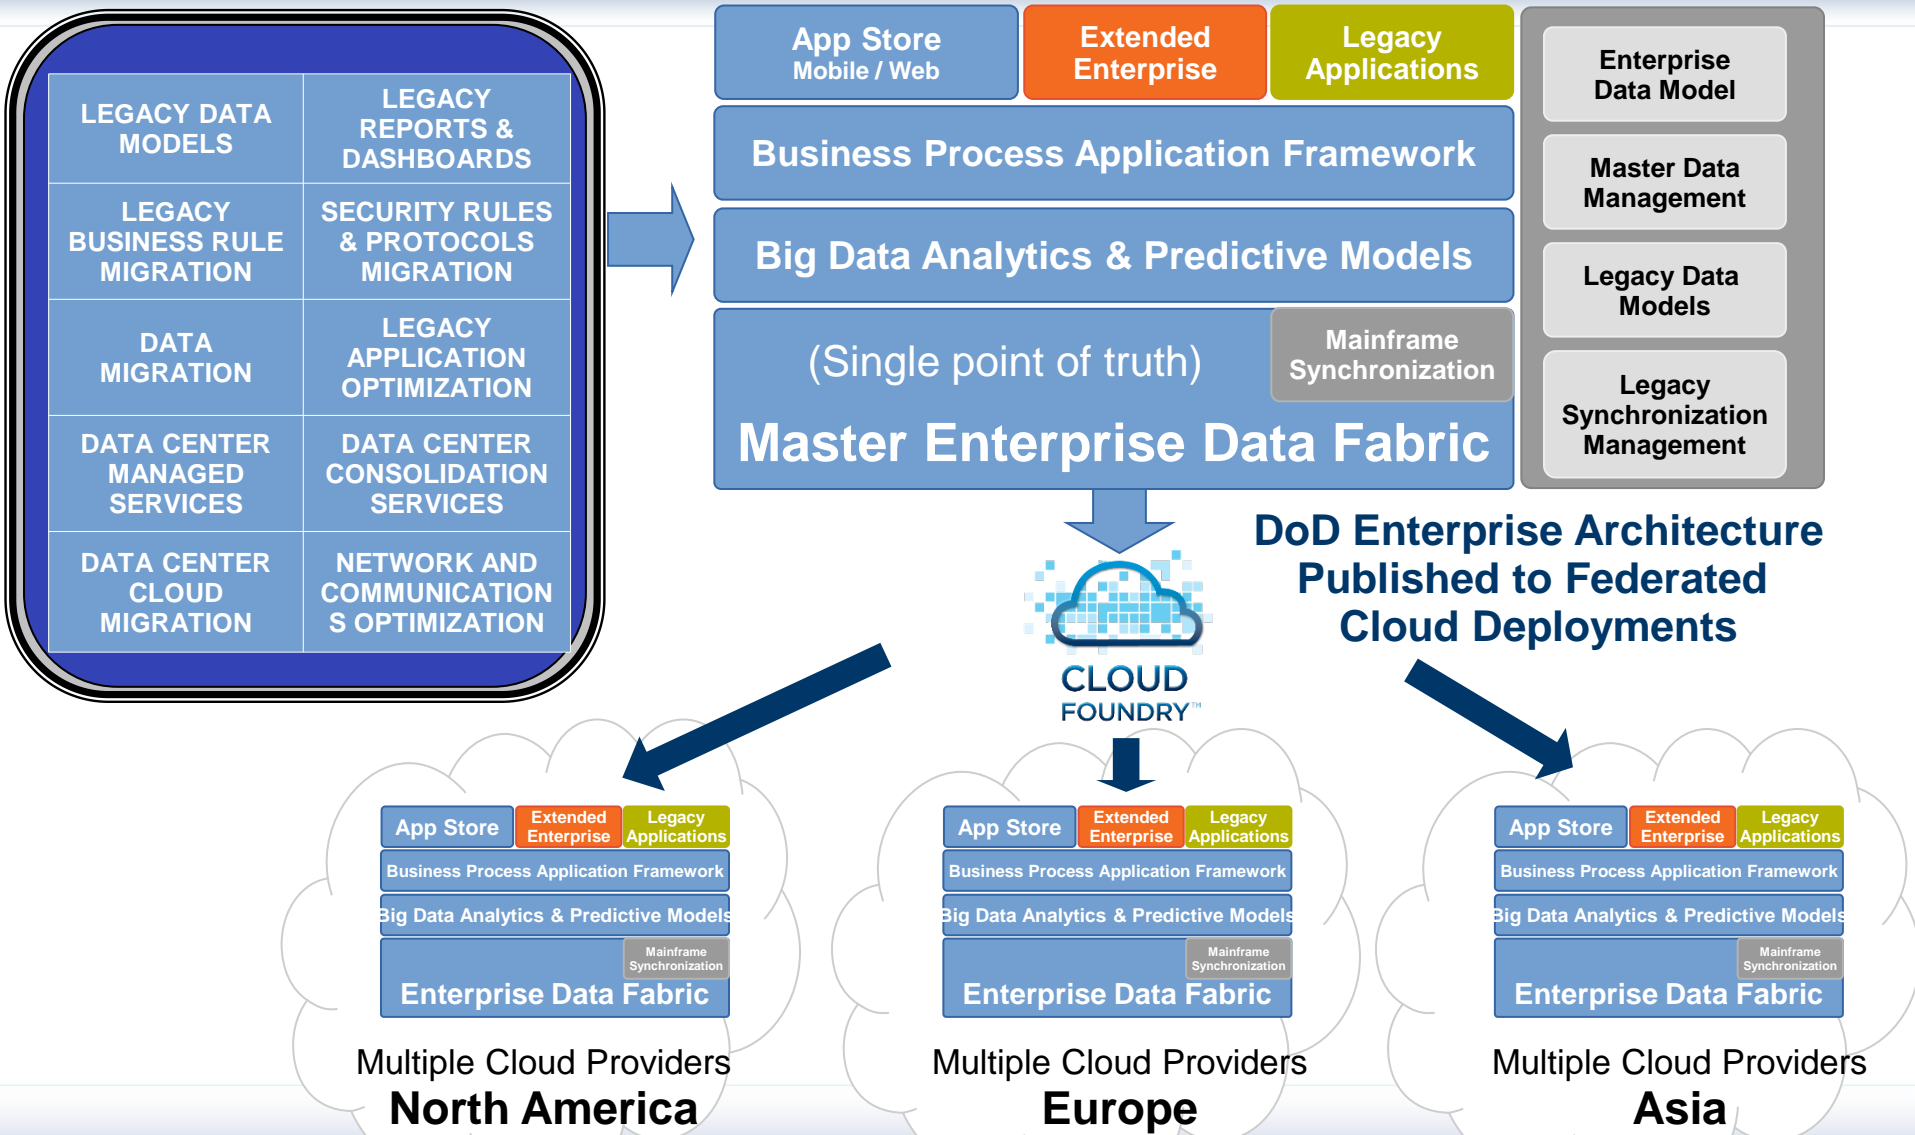 LEGACY DATA
MODELS
LEGACY
REPORTS &
DASHBOARDS
LEGACY
BUSINESS RULE
MIGRATION
SECURITY RULES
& PROTOCOLS
MIGRATION
DATA
MIGRATION
LEGACY
APPLICATION
OPTIMIZATION
DATA CENTER
MANAGED
SERVICES
DATA CENTER
CONSOLIDATION
SERVICES
DATA CENTER
CLOUD
MIGRATION
NETWORK AND
COMMUNICATION
S OPTIMIZATION
App Store
Mobile / Web
Extended
Enterprise
Legacy
Applications
Business Process Application Framework
Big Data Analytics & Predictive Models
(Single point of truth)
Mainframe
Synchronization
Master Enterprise Data Fabric
Enterprise
Data Model
Master Data
Management
Legacy Data
Models
Legacy
Synchronization
Management
DoD Enterprise Architecture
Published to Federated
Cloud Deployments
CLOUD
FOUNDRY™
App Store
Extended
Enterprise
Legacy
Applications
Business Process Application Framework
Big Data Analytics & Predictive Models
Mainframe
Synchronization
Enterprise Data Fabric
Multiple Cloud Providers
North America
App Store
Extended
Enterprise
Legacy
Applications
Business Process Application Framework
Big Data Analytics & Predictive Models
Mainframe
Synchronization
Enterprise Data Fabric
Multiple Cloud Providers
Europe
App Store
Extended
Enterprise
Legacy
Applications
Business Process Application Framework
Big Data Analytics & Predictive Models
Mainframe
Synchronization
Enterprise Data Fabric
Multiple Cloud Providers
Asia